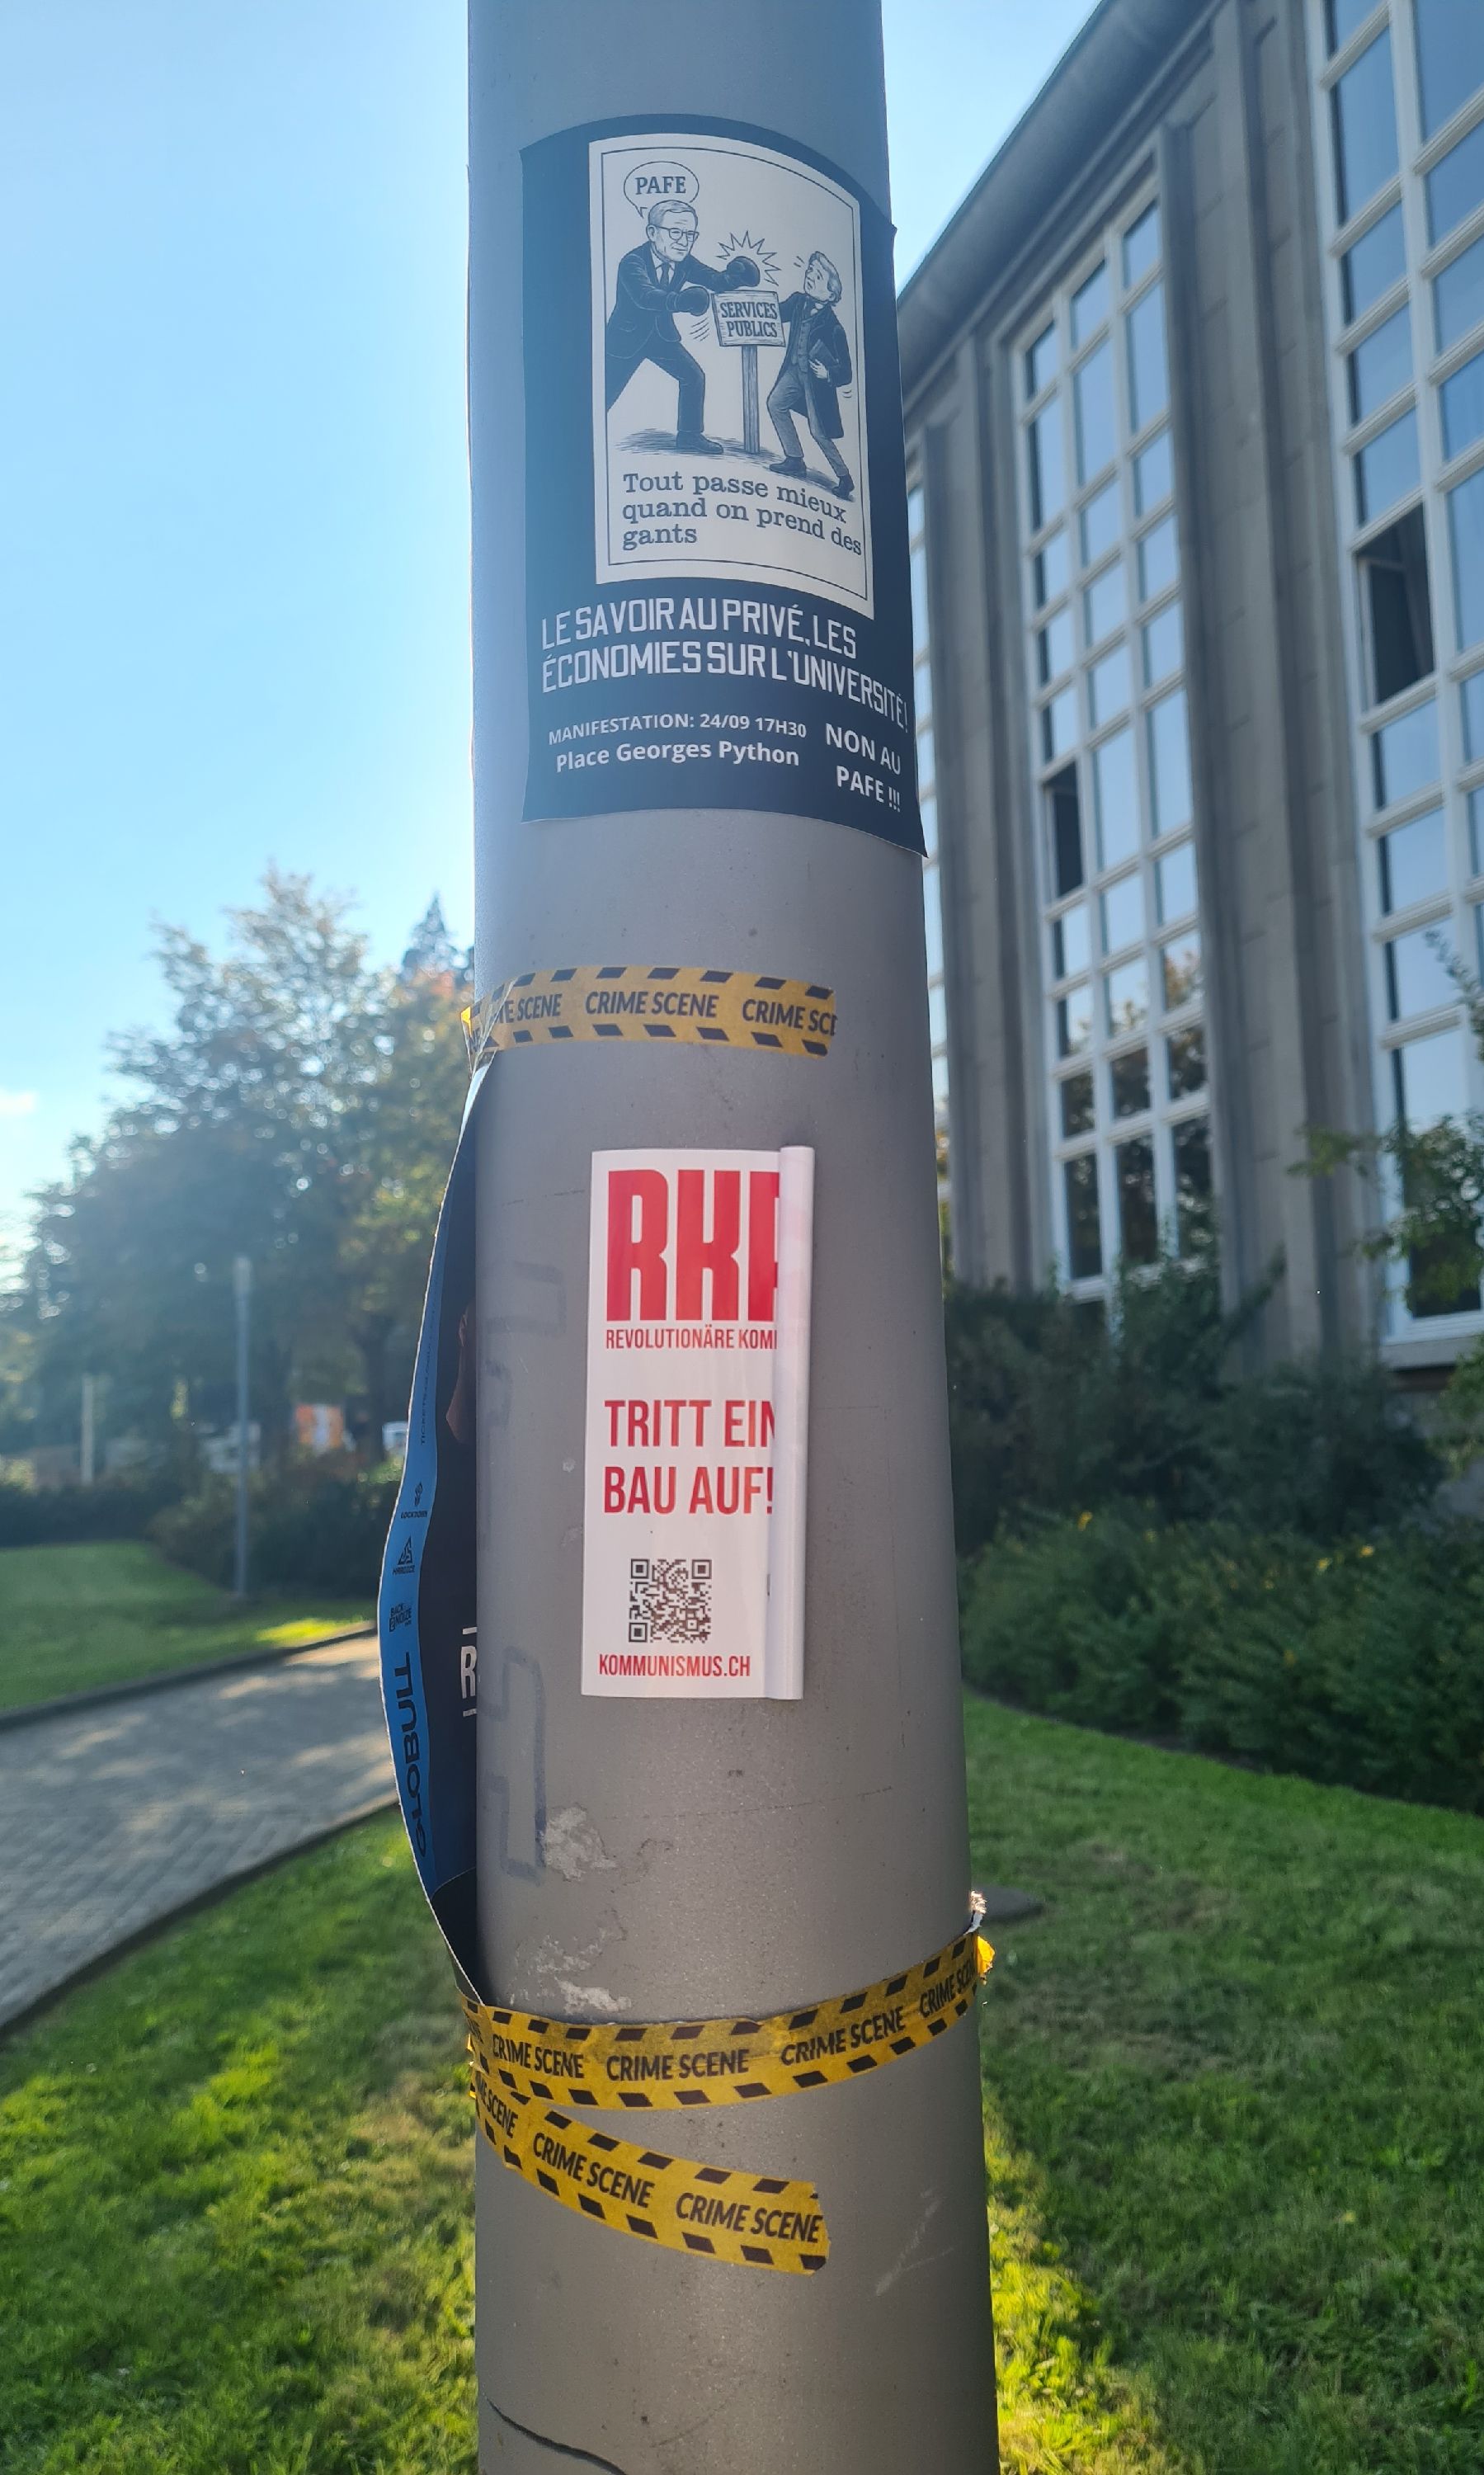 PAFE
SERVICES
PUBLICS
Tout passe mieux
quand on prend des
gants
LE SAVOIR AU PRIVÉ, LES
ÉCONOMIES SUR L'UNIVERSITÉ!
MANIFESTATION: 24/09 17H30
Place Georges Python
NON AU
PAFE !!!
E SCENE CRIME SCENE CRIME SC
RK
REVOLUTIONÄRE KOM
TRITT EIN
BAU AUF!
KOMMUNISMUS.CH
CRIME SCENE CRIME SCENE CRIME SCENE CRIME SCE
SCENE CRIME SCENE CRIME SCENE